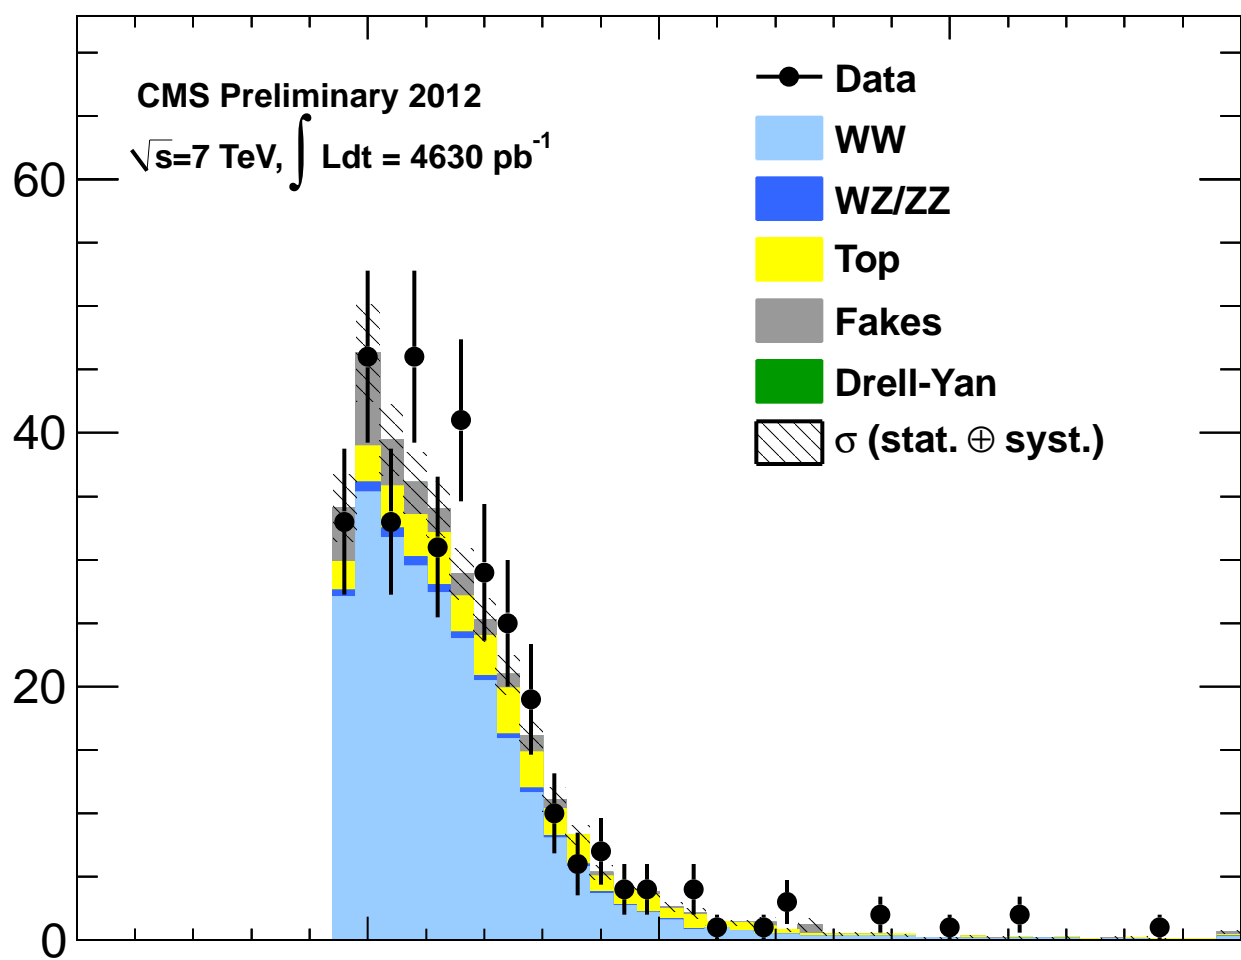 CMS Preliminary 2012
√s=7 TeV, ∫ Ldt = 4630 pb⁻¹
Data
WW
WZ/ZZ
Top
Fakes
Drell-Yan
σ (stat. ⊕ syst.)
60
40
20
0